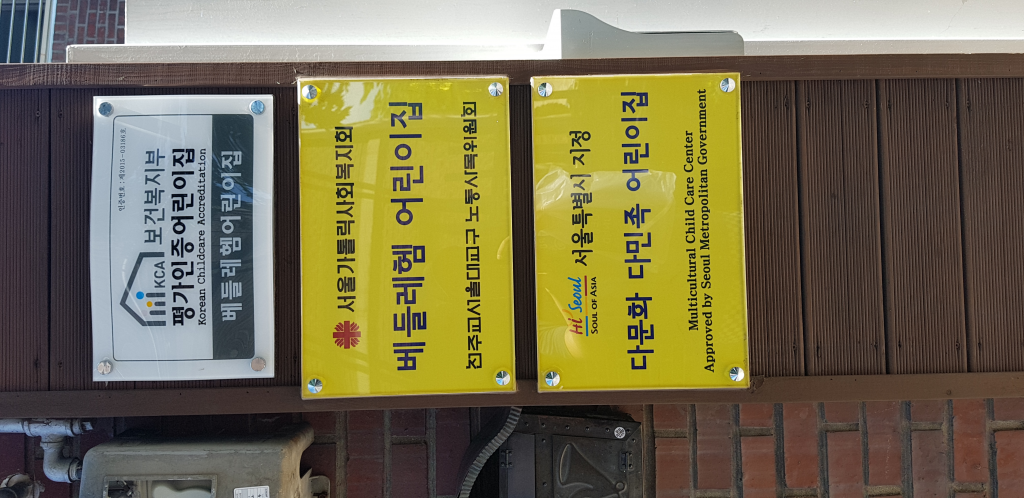 인증번호 : 제2015-03186호
KCA 보건복지부
평가인증어린이집
Korean Childcare Accreditation
베들레헴어린이집
서울가톨릭사회복지회
베들레헴 어린이집
천주교서울대교구 노동사목위원회
Hi Seoul 서울특별시 지정
SOUL OF ASIA
다문화 다민족 어린이집
Multicultural Child Care Center
Approved by Seoul Metropolitan Government